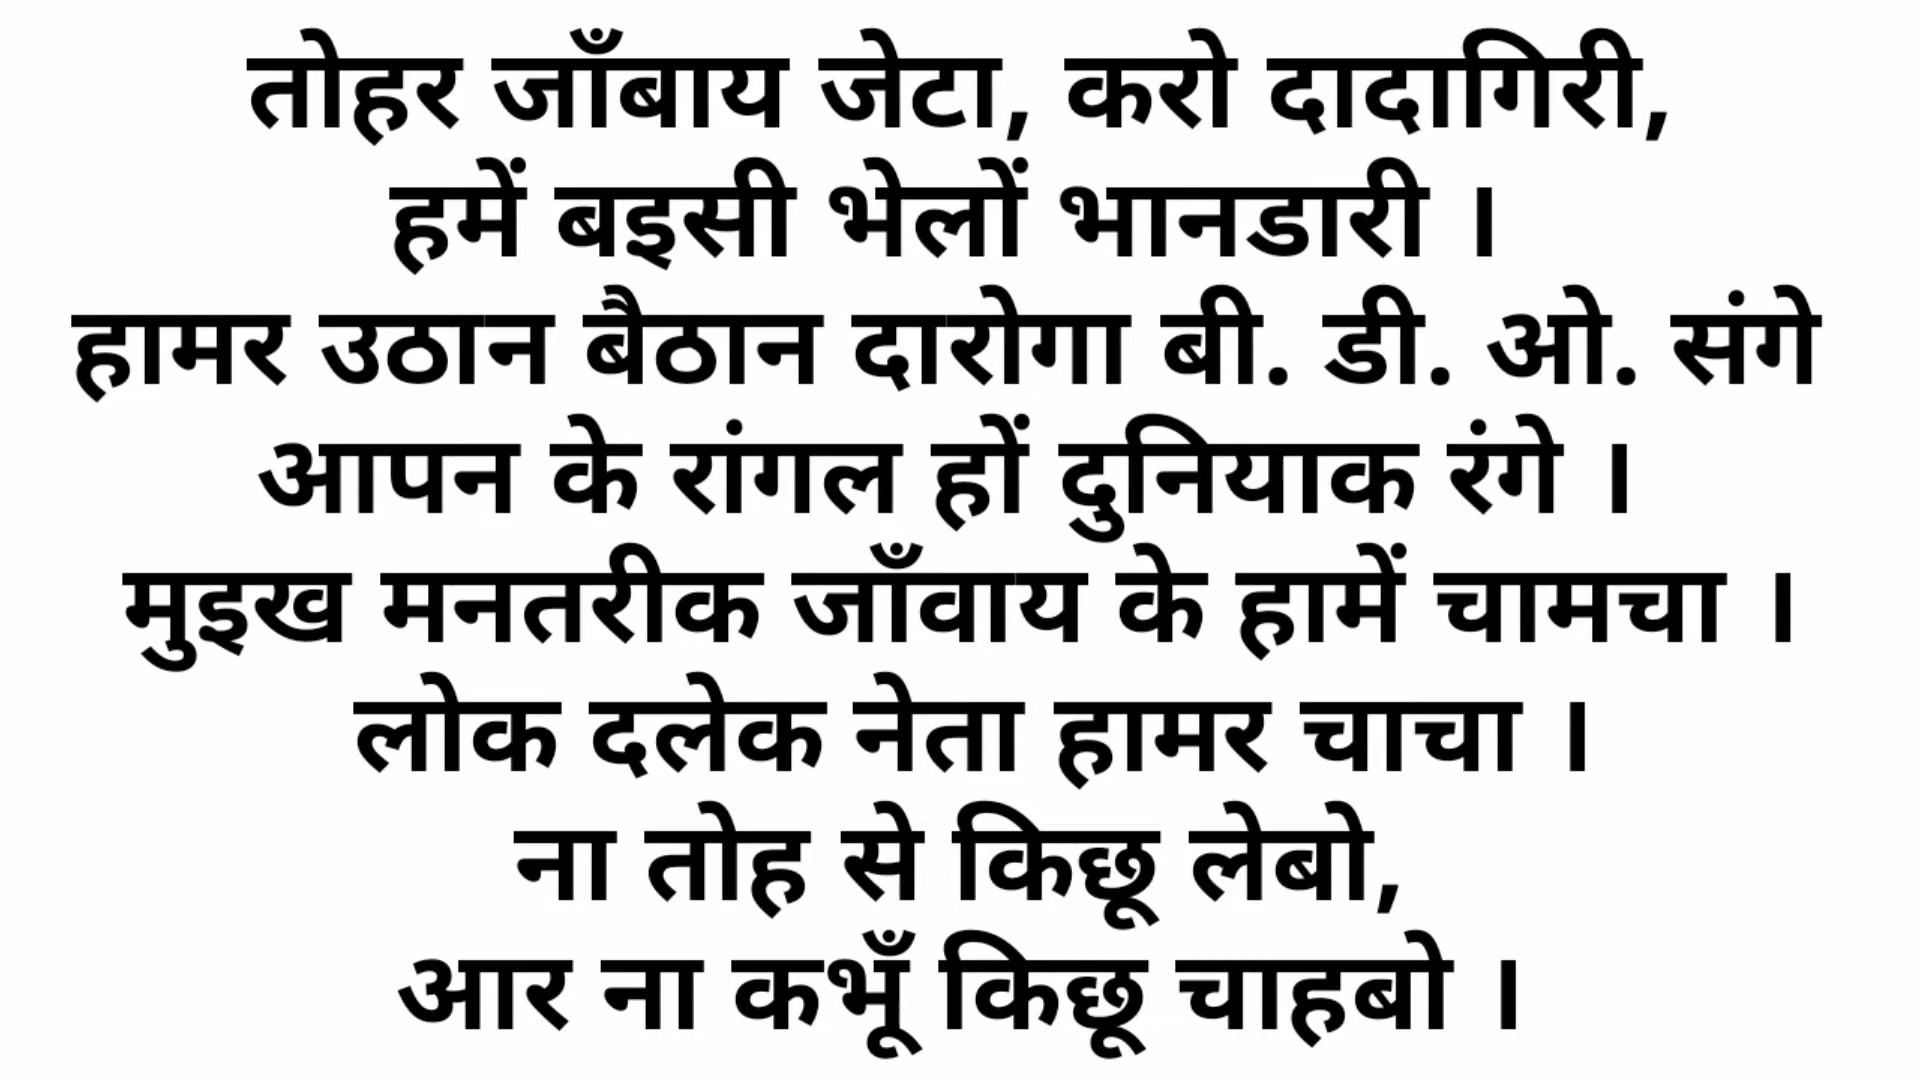 तोहर जाँबाय जेटा, करो दादागिरी,
हमें बइसी भेलों भानडारी ।
हामर उठान बैठान दारोगा बी. डी. ओ. संगे
आपन के रांगल हों दुनियाक रंगे ।
मुइख मनतरीक जाँवाय के हामें चामचा ।
लोक दलेक नेता हामर चाचा ।
ना तोह से किछू लेबो,
आर ना कभूँ किछू चाहबो ।